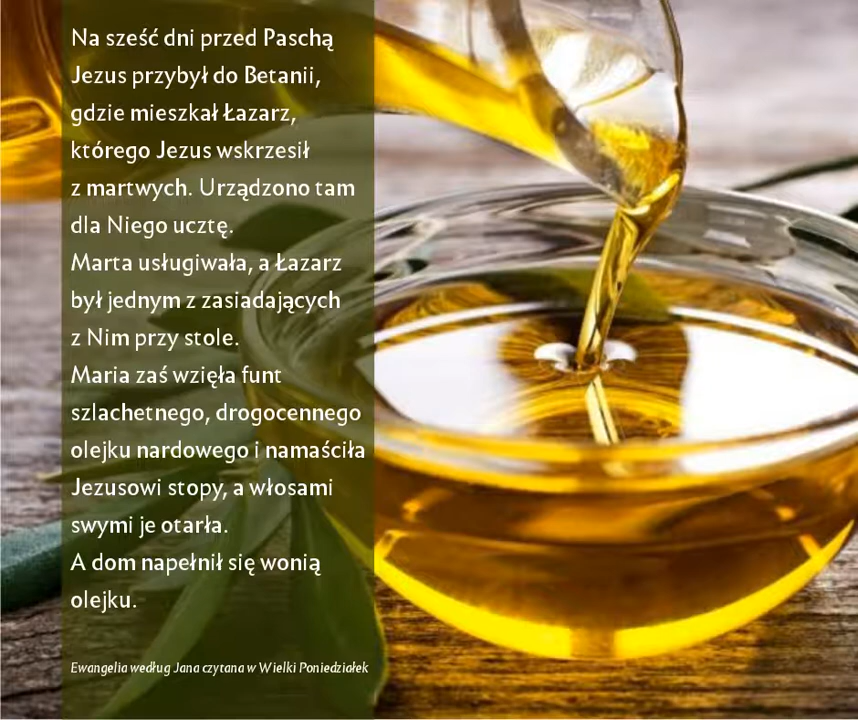 Na sześć dni przed Paschą
Jezus przybył do Betanii,
gdzie mieszkał Łazarz,
którego Jezus wskrzesił
z martwych. Urządzono tam
dla Niego ucztę.
Marta usługiwała, a Łazarz
był jednym z zasiadających
z Nim przy stole.
Maria zaś wzięła funt
szlachetnego, drogocennego
olejku nardowego i namaściła
Jezusowi stopy, a włosami
swymi je otarła.
A dom napełnił się wonią
olejku.
Ewangelia według Jana czytana w Wielki Poniedziałek